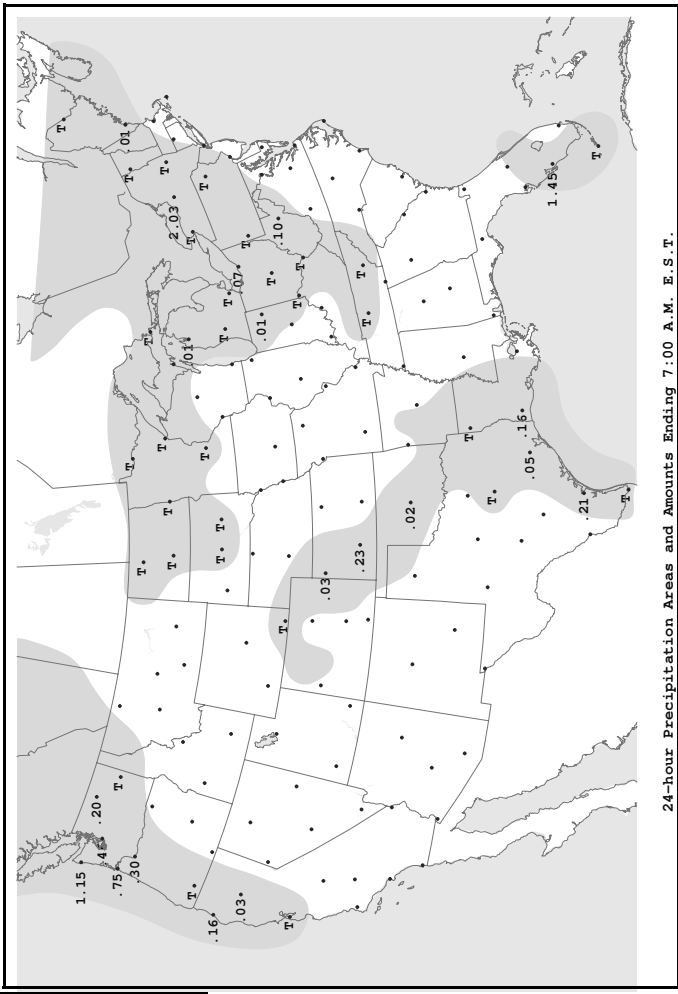 T
1.15
.20
4
.75
T
.01
T
T
.30
T
T
T
T
T
T
2.03
.01
T
T
T
T
.16
T
T
T
T
.07
.03
T
.01
T
.10
T
T
T
T
.03
.23
T
T
.02
T
T
.16
.05
1.45
.21
T
T
24-hour Precipitation Areas and Amounts Ending 7:00 A.M. E.S.T.